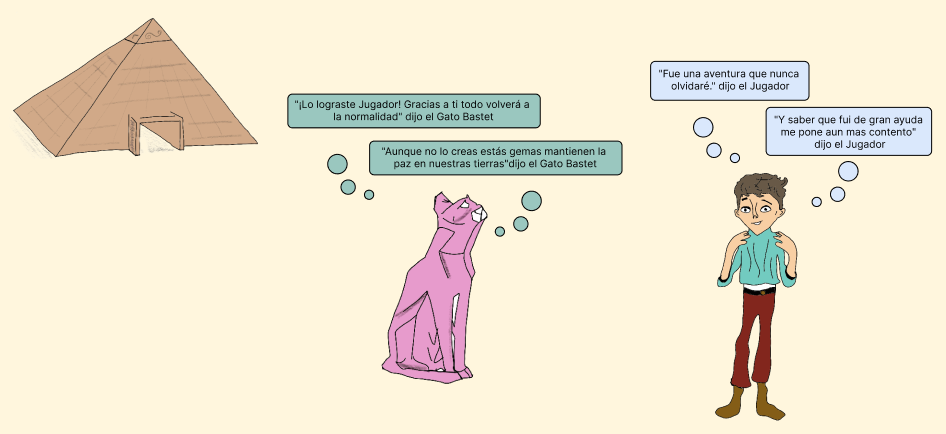 "¡Lo lograste Jugador! Gracias a ti todo volverá a
la normalidad" dijo el Gato Bastet
"Aunque no lo creas estás gemas mantienen la
paz en nuestras tierras"dijo el Gato Bastet
"Fue una aventura que nunca
olvidaré." dijo el Jugador
"Y saber que fui de gran ayuda
me pone aun mas contento"
dijo el Jugador